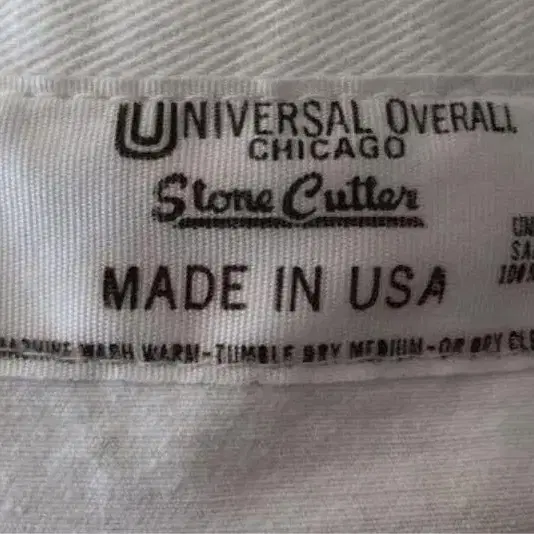 UNIVERSAL OVERALL
CHICAGO
Stone Cutter
MADE IN USA
WASH WARM-TUMBLE DRY MEDIUM-OR DRY